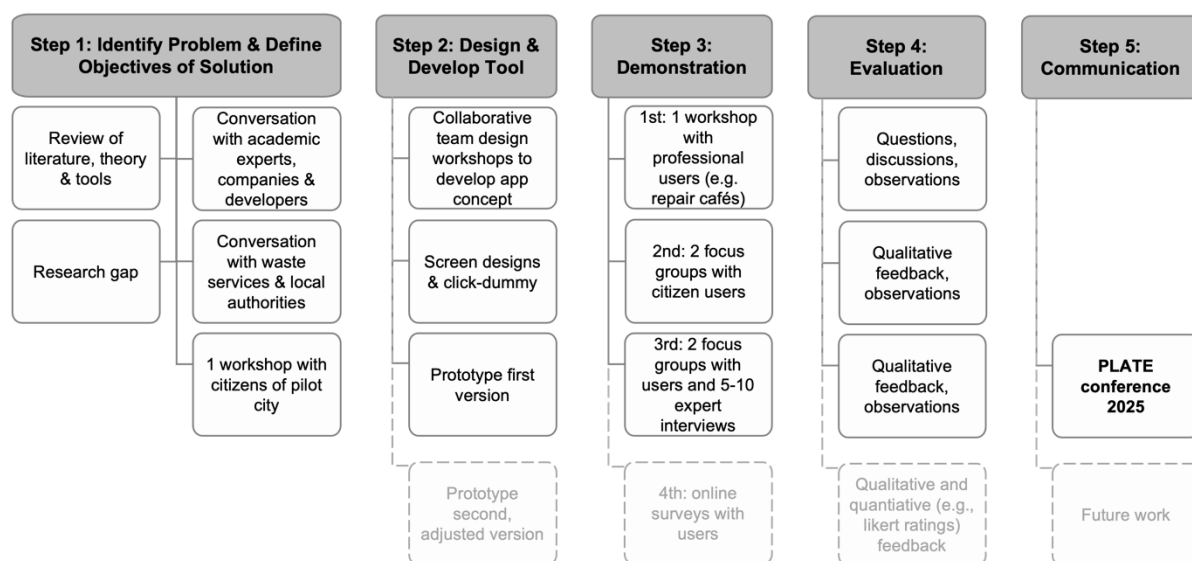 Step 1: Identify Problem & Define
Objectives of Solution
Review of
literature, theory
& tools
Conversation
with academic
experts,
companies &
developers
Research gap
Conversation
with waste
services & local
authorities
1 workshop with
citizens of pilot
city
Step 2: Design &
Develop Tool
Collaborative
team design
workshops to
develop app
concept
Screen designs
& click-dummy
Prototype first
version
Prototype
second,
adjusted version
Step 3:
Demonstration
1st: 1 workshop
with
professional
users (e.g.
repair cafés)
2nd: 2 focus
groups with
citizen users
3rd: 2 focus
groups with
users and 5-10
expert
interviews
4th: online
surveys with
users
Step 4:
Evaluation
Questions,
discussions,
observations
Qualitative
feedback,
observations
Qualitative
feedback,
observations
Qualitative and
quantiative (e.g.,
likert ratings)
feedback
Step 5:
Communication
PLATE
conference
2025
Future work